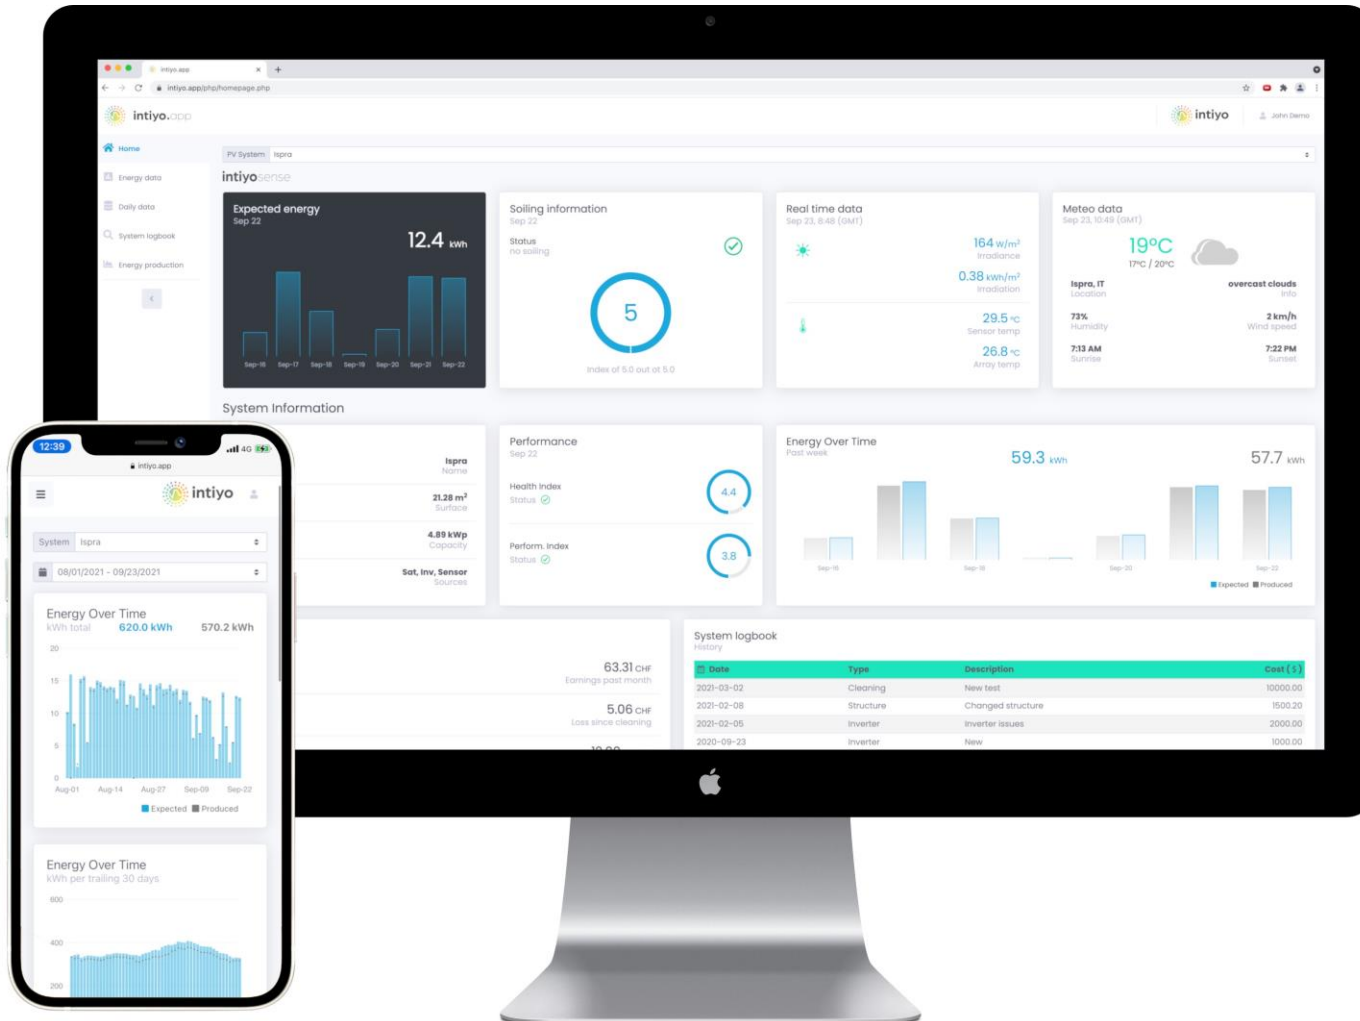 intiyo.app
intiyo.app/php/homepage.php
intiyo.app
intiyo
John Demo
Home
Energy data
Daily data
System logbook
Energy production
PV System Ispra
intiyosense
Expected energy
Sep 22
12.4 kWh
Sep-16 Sep-17 Sep-18 Sep-19 Sep-20 Sep-21 Sep-22
Soiling information
Sep 22
Status
no soiling
5
Index of 5.0 out of 5.0
Real time data
Sep 23, 8:48 (GMT)
164 W/m²
Irradiance
0.38 kWh/m²
Irradiation
29.5 °C
Sensor temp
26.8 °C
Array temp
Meteo data
Sep 23, 10:49 (GMT)
19°C
17°C / 20°C
Ispra, IT
Location
overcast clouds
Info
73%
Humidity
2 km/h
Wind speed
7:13 AM
Sunrise
7:22 PM
Sunset
System Information
Ispra
Name
21.28 m²
Surface
4.89 kWp
Capacity
Sat, Inv, Sensor
Sources
Performance
Sep 22
Health Index
Status
4.4
Perform. Index
Status
3.8
Energy Over Time
Past week
59.3 kWh
57.7 kWh
Sep-16 Sep-18 Sep-20 Sep-22
Expected Produced
63.31 CHF
Earnings past month
5.06 CHF
Loss since cleaning
System logbook
History
Date Type Description Cost ( $ )
2021-03-02 Cleaning New test 10000.00
2021-02-08 Structure Changed structure 1500.20
2021-02-05 Inverter Inverter issues 2000.00
2020-09-23 Inverter New 1000.00
12:39
4G
intiyo.app
intiyo
System Ispra
08/01/2021 - 09/23/2021
Energy Over Time
kWh total 620.0 kWh 570.2 kWh
20
15
10
5
0
Aug-01 Aug-14 Aug-27 Sep-09 Sep-22
Expected Produced
Energy Over Time
kWh per trailing 30 days
600
400
200